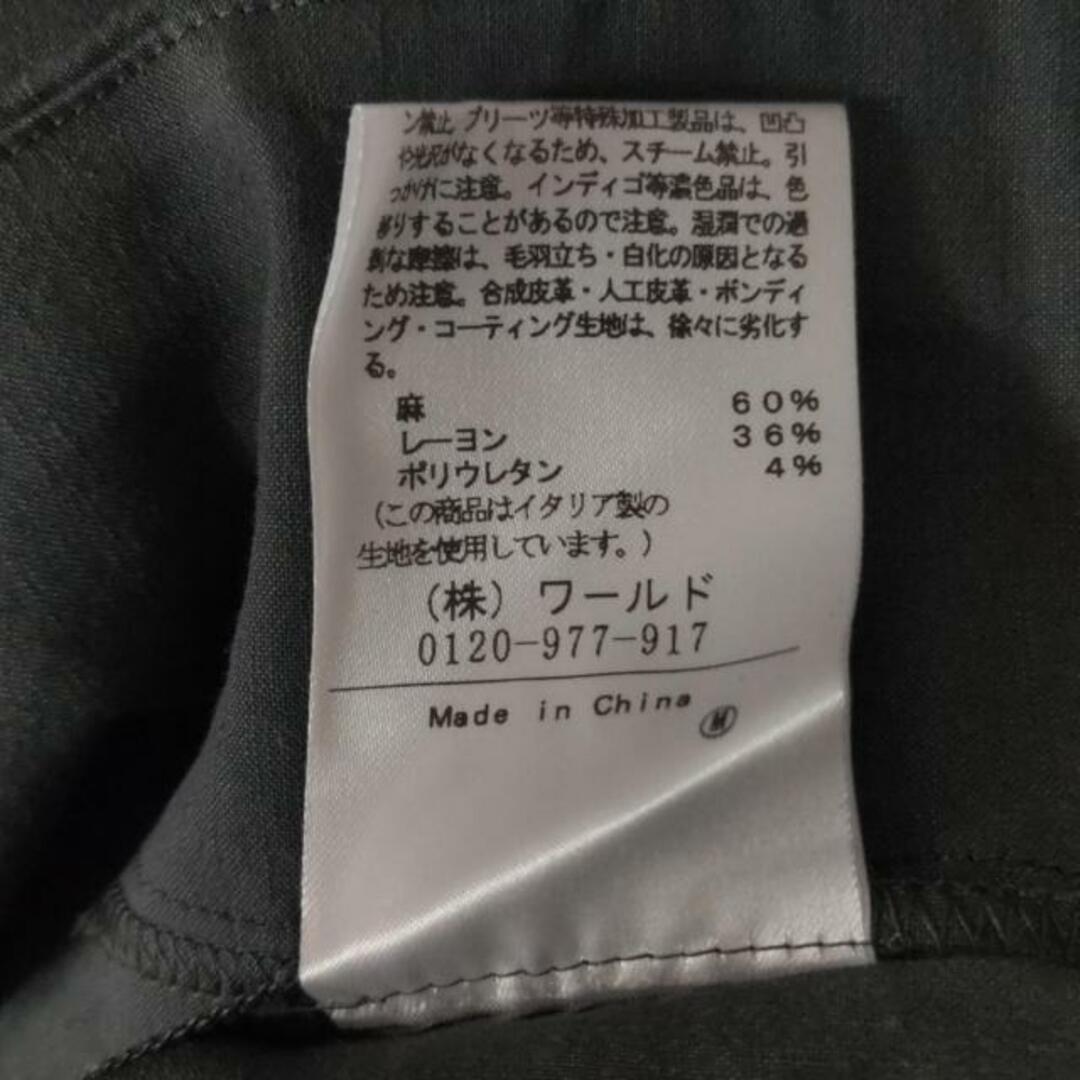 ン禁止 プリーツ等特殊加工製品は、凹凸
や光沢がなくなるため、スチーム禁止。引
っかけに注意。インディゴ等濃色品は、色
移りすることがあるので注意。湿潤での過
剰な摩擦は、毛羽立ち・白化の原因となる
ため注意。合成皮革・人工皮革・ボンディ
ング・コーティング生地は、徐々に劣化す
る。
麻 60%
レーヨン 36%
ポリウレタン 4%
(この商品はイタリア製の
生地を使用しています。)
(株) ワールド
0120-977-917
Made in China
M